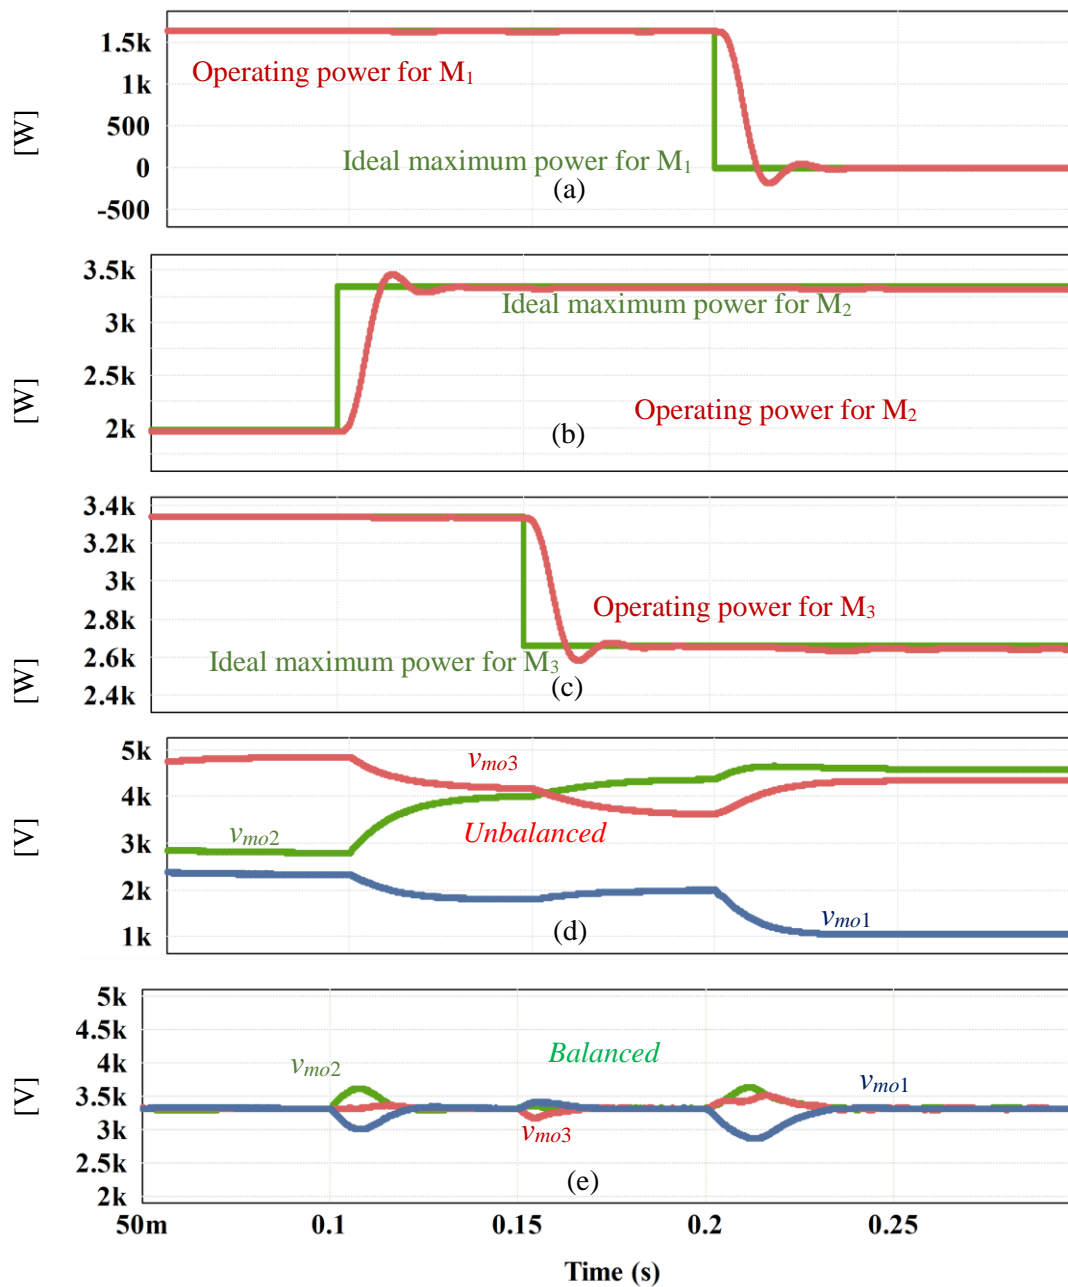 1.5k
1k
500
0
-500
[W]
Operating power for M1
Ideal maximum power for M1
(a)
3.5k
3k
2.5k
2k
[W]
Ideal maximum power for M2
Operating power for M2
(b)
3.4k
3.2k
3k
2.8k
2.6k
2.4k
[W]
Operating power for M3
Ideal maximum power for M3
(c)
5k
4k
3k
2k
1k
[V]
vmo3
vmo2
Unbalanced
vmo1
(d)
5k
4.5k
4k
3.5k
3k
2.5k
2k
[V]
Balanced
vmo2
vmo1
vmo3
(e)
50m 0.1 0.15 0.2 0.25
Time (s)